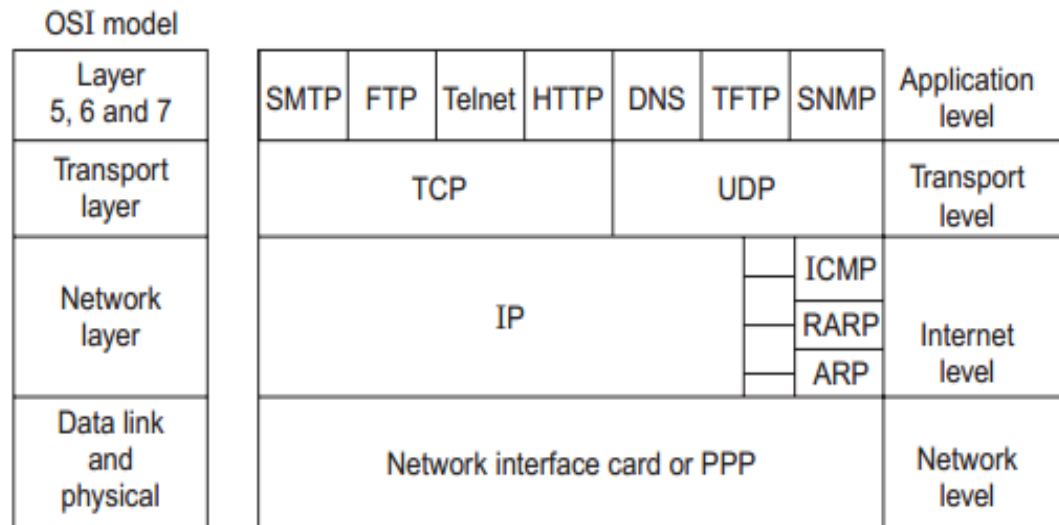 OSI model
Layer
5, 6 and 7
SMTP FTP Telnet HTTP DNS TFTP SNMP
Application
level
Transport
layer
TCP UDP
Transport
level
Network
layer
IP
ICMP
RARP
ARP
Internet
level
Data link
and
physical
Network interface card or PPP
Network
level